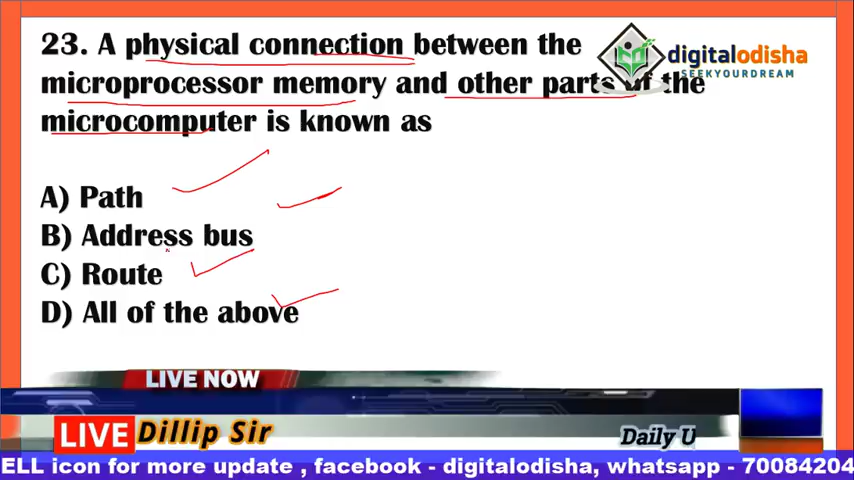 23. A physical connection between the
microprocessor memory and other parts of the
microcomputer is known as
digitalodisha
SEEKYOURDREAM
A) Path
B) Address bus
C) Route
D) All of the above
LIVE NOW
LIVE Dillip Sir
Daily U
ELL icon for more update , facebook - digitalodisha, whatsapp - 70084204